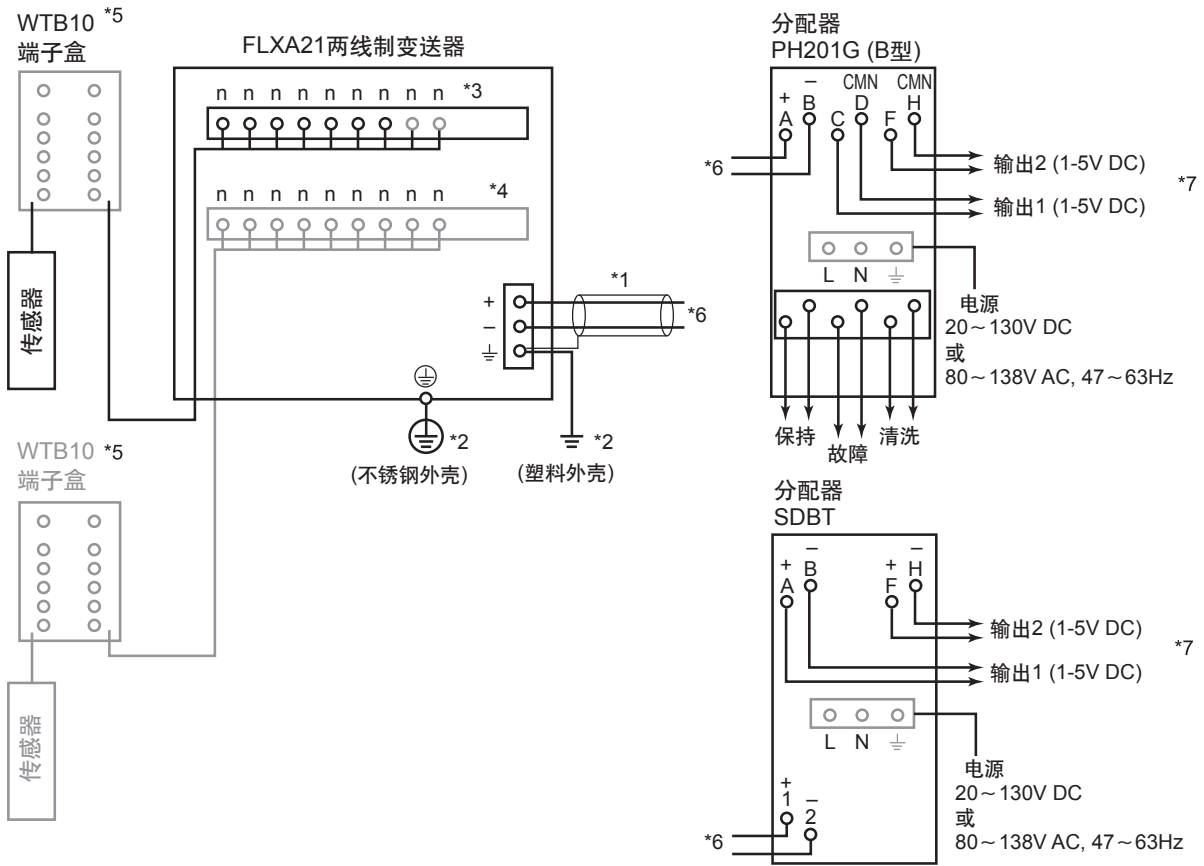 WTB10 *5
端子盒
传感器
FLXA21两线制变送器
n n n n n n n n n *3
n n n n n n n n n *4
+
–
*1
*6
*2
(不锈钢外壳)
*2
(塑料外壳)
WTB10 *5
端子盒
传感器
分配器
PH201G (B型)
– CMN CMN
+ B D H
A C F
*6
输出2 (1-5V DC)
*7
输出1 (1-5V DC)
L N
电源
20~130V DC
或
80~138V AC, 47~63Hz
保持 故障 清洗
分配器
SDBT
– –
+ B + H
A F
输出2 (1-5V DC)
*7
输出1 (1-5V DC)
L N
电源
20~130V DC
或
80~138V AC, 47~63Hz
+
1 –
2
*6